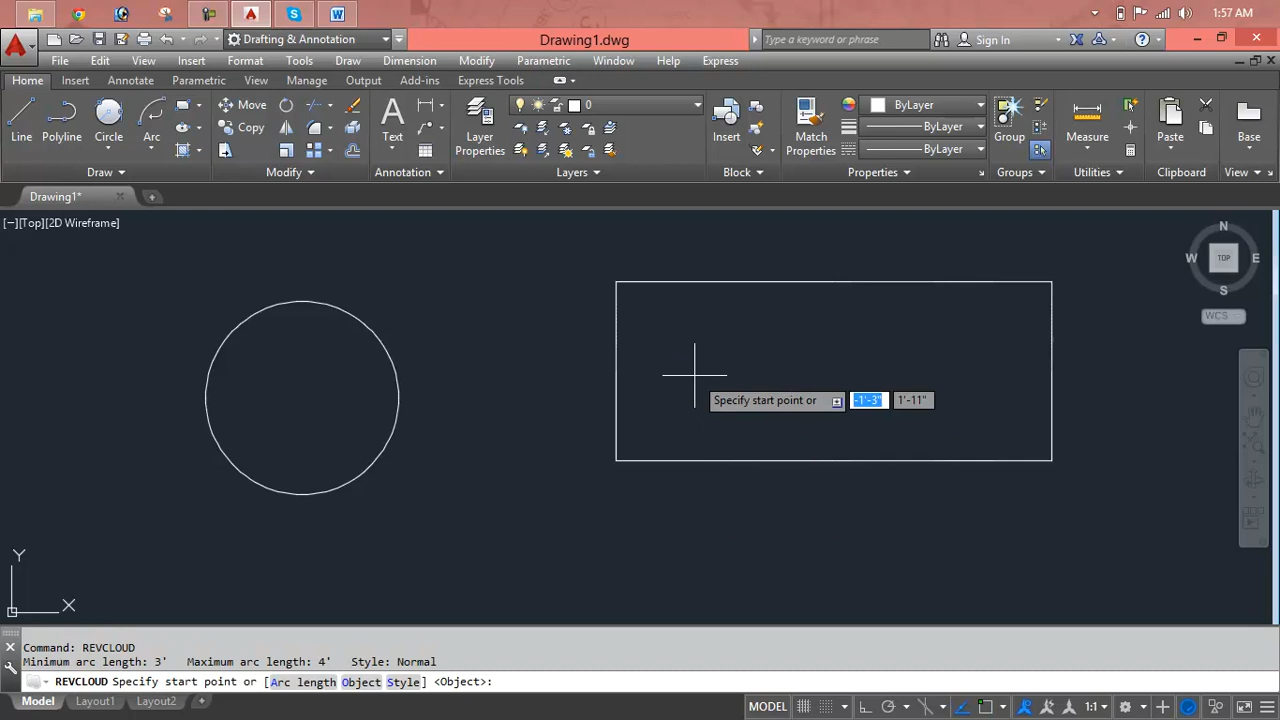 1:57 AM
Drafting & Annotation
Drawing1.dwg
Type a keyword or phrase
Sign In
File Edit View Insert Format Tools Draw Dimension Modify Parametric Window Help Express
Home Insert Annotate Parametric View Manage Output Add-ins Express Tools
Line Polyline Circle Arc
Move
Copy
Text
Layer Properties
0
Insert
Match Properties
ByLayer
ByLayer
ByLayer
Group
Measure
Paste
Base
Draw Modify Annotation Layers Block Properties Groups Utilities Clipboard View
Drawing1*
[−][Top][2D Wireframe]
N
W TOP E
S
WCS
Specify start point or -1'-3" 1'-11"
Y
X
Command: REVCLOUD
Minimum arc length: 3' Maximum arc length: 4' Style: Normal
REVCLOUD Specify start point or [Arc length Object Style] <Object>:
Model Layout1 Layout2 +
MODEL 1:1